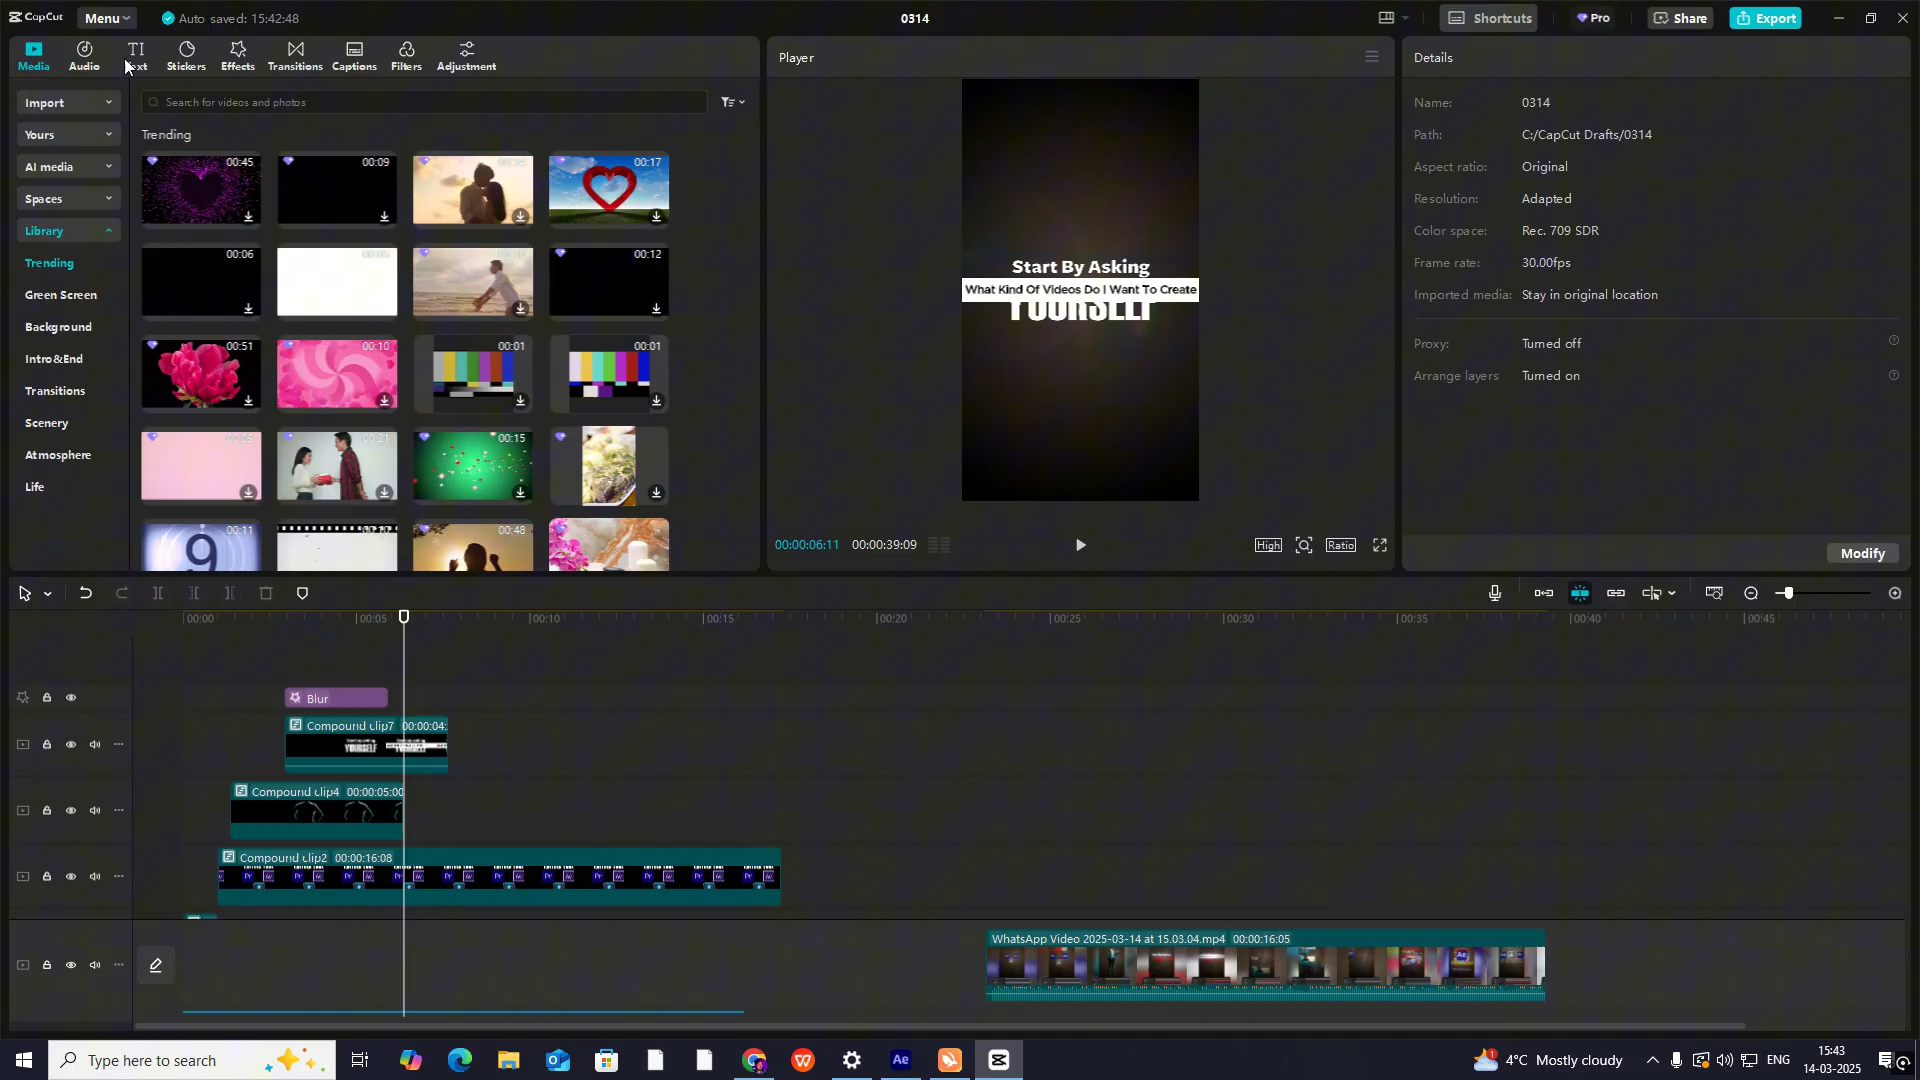 CapCut
Menu
Auto saved: 15:42:48
0314
Shortcuts
Pro
Share
Export
Media
Audio
Stickers
Effects
Transitions
Captions
Filters
Adjustment
Import
Yours
AI media
Spaces
Library
Trending
Green Screen
Background
Intro&End
Transitions
Scenery
Atmosphere
Life
Search for videos and photos
Trending
00:45
00:09
00:17
00:06
00:12
00:51
00:10
00:01
00:01
00:21
00:15
00:11
9
00:48
Player
Start By Asking
What Kind Of Videos Do I Want To Create
YOURSELF
00:00:06:11
00:00:39:09
High
Ratio
Details
Name: 0314
Path: C:/CapCut Drafts/0314
Aspect ratio: Original
Resolution: Adapted
Color space: Rec. 709 SDR
Frame rate: 30.00fps
Imported media: Stay in original location
Proxy: Turned off
Arrange layers Turned on
Modify
00:00
00:05
00:10
00:15
00:20
00:25
00:30
00:35
00:40
00:45
Blur
Compound clip7 00:00:04:
YOURSELF
Compound clip4 00:00:05:00
Compound clip2 00:00:16:08
WhatsApp Video 2025-03-14 at 15.03.04.mp4 00:00:16:05
Type here to search
Ae
4°C Mostly cloudy
ENG
15:43
14-03-2025